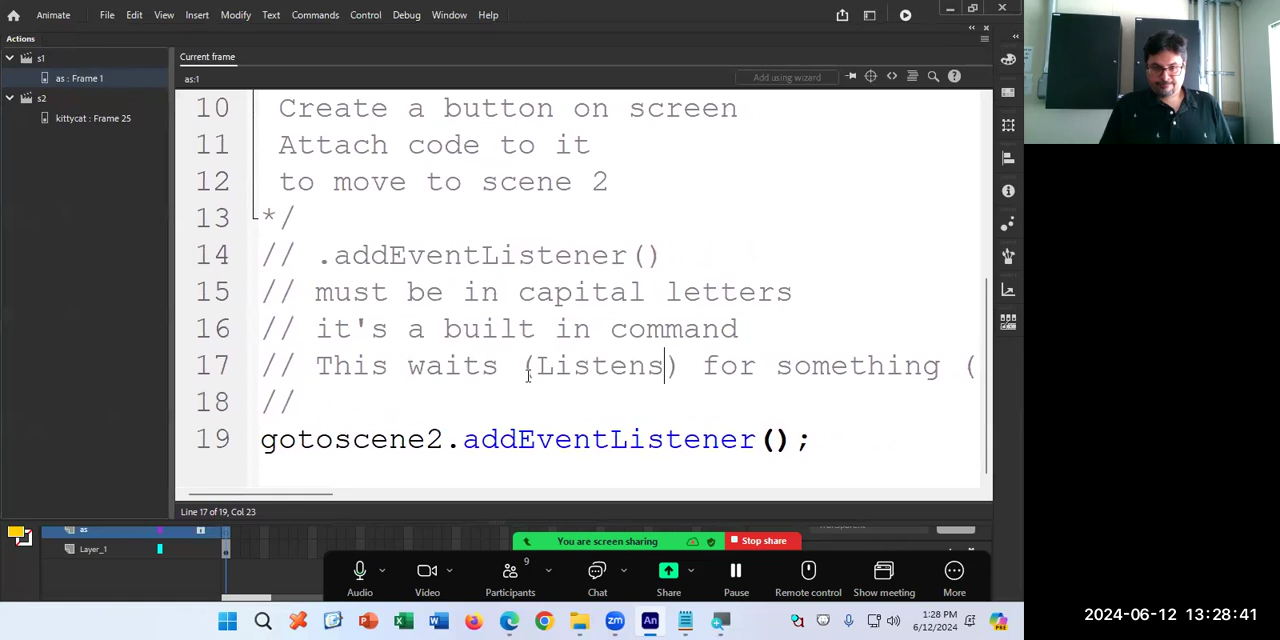 Animate File Edit View Insert Modify Text Commands Control Debug Window Help
Actions
s1
as : Frame 1
s2
kittycat : Frame 25
Current frame
as:1
Add using wizard
10 Create a button on screen
11 Attach code to it
12 to move to scene 2
13 */
14 // .addEventListener()
15 // must be in capital letters
16 // it's a built in command
17 // This waits (Listens) for something (
18 //
19 gotoscene2.addEventListener();
Line 17 of 19, Col 23
as
Layer_1
You are screen sharing Stop share
9
Audio Video Participants Chat Share Pause Remote control Show meeting More
1:28 PM
6/12/2024
2024-06-12 13:28:41